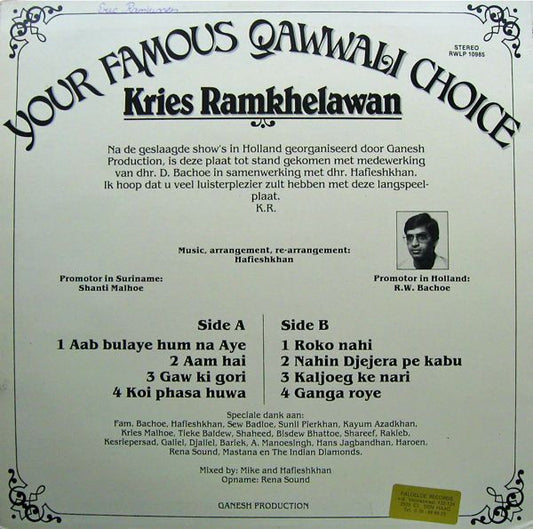 YOUR FAMOUS QAWWALI CHOICE
STEREO
RWLP 10985
Kries Ramkhelawan
Na de geslaagde show's in Holland georganiseerd door Ganesh
Production, is deze plaat tot stand gekomen met medewerking
van dhr. D. Bachoe in samenwerking met dhr. Hafieshkhan.
Ik hoop dat u veel luisterplezier zult hebben met deze langspeel-
plaat.
K.R.
Music, arrangement, re-arrangement:
Hafieshkhan
Promotor in Suriname:
Shanti Malhoe
Promotor in Holland:
R.W. Bachoe
Side A
1 Aab bulaye hum na Aye
2 Aam hai
3 Gaw ki gori
4 Koi phasa huwa
Side B
1 Roko nahi
2 Nahin Djejera pe kabu
3 Kaljoeg ke nari
4 Ganga roye
Speciale dank aan:
Fam. Bachoe, Hafieshkhan, Sew Badloe, Sunil Pierkhan, Kayum Azadkhan,
Kries Malhoe, Tieke Baldew, Shaheed, Bisdew Bhattoe, Shareef, Rakieb,
Kesriepersad, Galiel, Djaliel, Bariek, A. Manoesingh, Hans Jagbandhan, Haroen,
Rena Sound, Mastana en The Indian Diamonds.
Mixed by: Mike and Hafieshkhan
Opname: Rena Sound
GANESH PRODUCTION
RECORDS
DEN HAAG